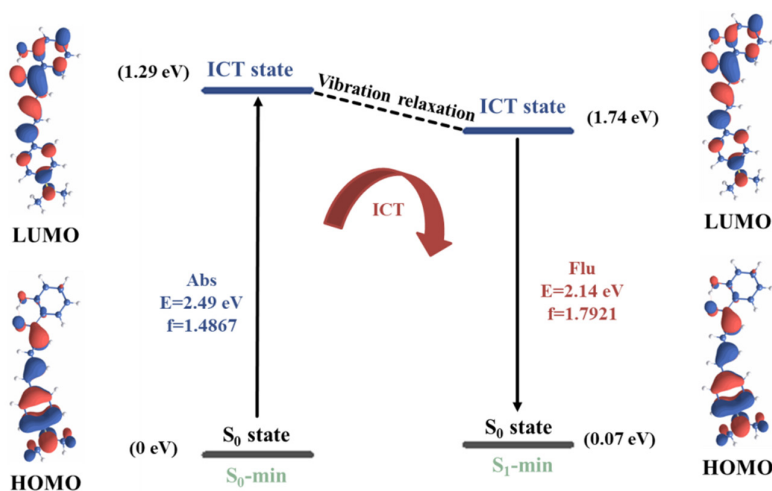 (1.29 eV)
ICT state
Vibration relaxation
ICT state
(1.74 eV)
LUMO
LUMO
ICT
Abs
E=2.49 eV
f=1.4867
Flu
E=2.14 eV
f=1.7921
(0 eV)
S₀ state
S₀-min
S₀ state
(0.07 eV)
S₁-min
HOMO
HOMO